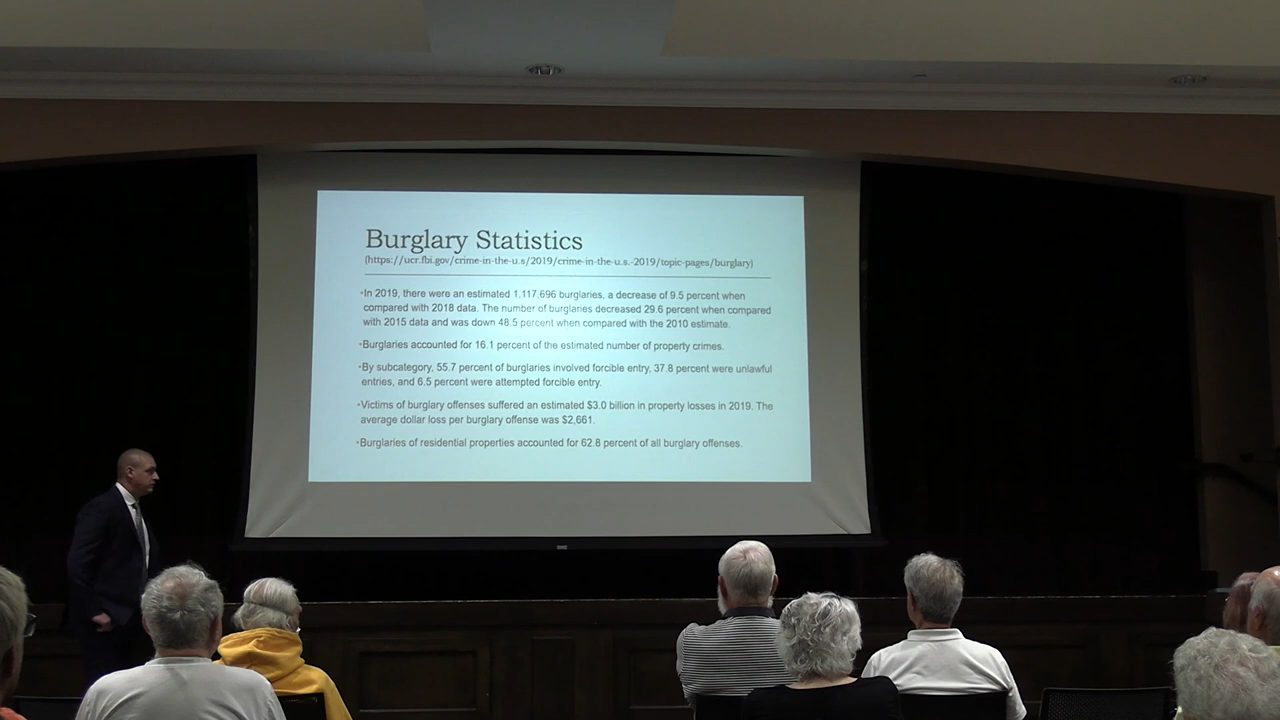 Burglary Statistics
(https://ucr.fbi.gov/crime-in-the-u.s/2019/crime-in-the-u.s.-2019/topic-pages/burglary)
•In 2019, there were an estimated 1,117,696 burglaries, a decrease of 9.5 percent when
compared with 2018 data. The number of burglaries decreased 29.6 percent when compared
with 2015 data and was down 48.5 percent when compared with the 2010 estimate.
•Burglaries accounted for 16.1 percent of the estimated number of property crimes.
•By subcategory, 55.7 percent of burglaries involved forcible entry, 37.8 percent were unlawful
entries, and 6.5 percent were attempted forcible entry.
•Victims of burglary offenses suffered an estimated $3.0 billion in property losses in 2019. The
average dollar loss per burglary offense was $2,661.
•Burglaries of residential properties accounted for 62.8 percent of all burglary offenses.